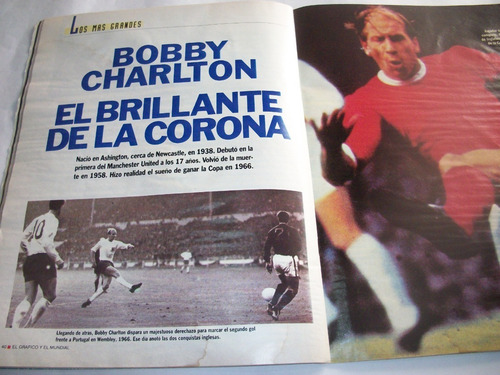 LOS MAS GRANDES
BOBBY
CHARLTON
EL BRILLANTE
DE LA CORONA
Nació en Ashington, cerca de Newcastle, en 1938. Debutó en la
primera del Manchester United a los 17 años. Volvió de la muer-
te en 1958. Hizo realidad el sueño de ganar la Copa en 1966.
10
Llegando de atrás, Bobby Charlton dispara un majestuoso derechazo para marcar el segundo gol
frente a Portugal en Wembley, 1966. Ese día anotó las dos conquistas inglesas.
EL GRAFICO Y EL MUNDIAL